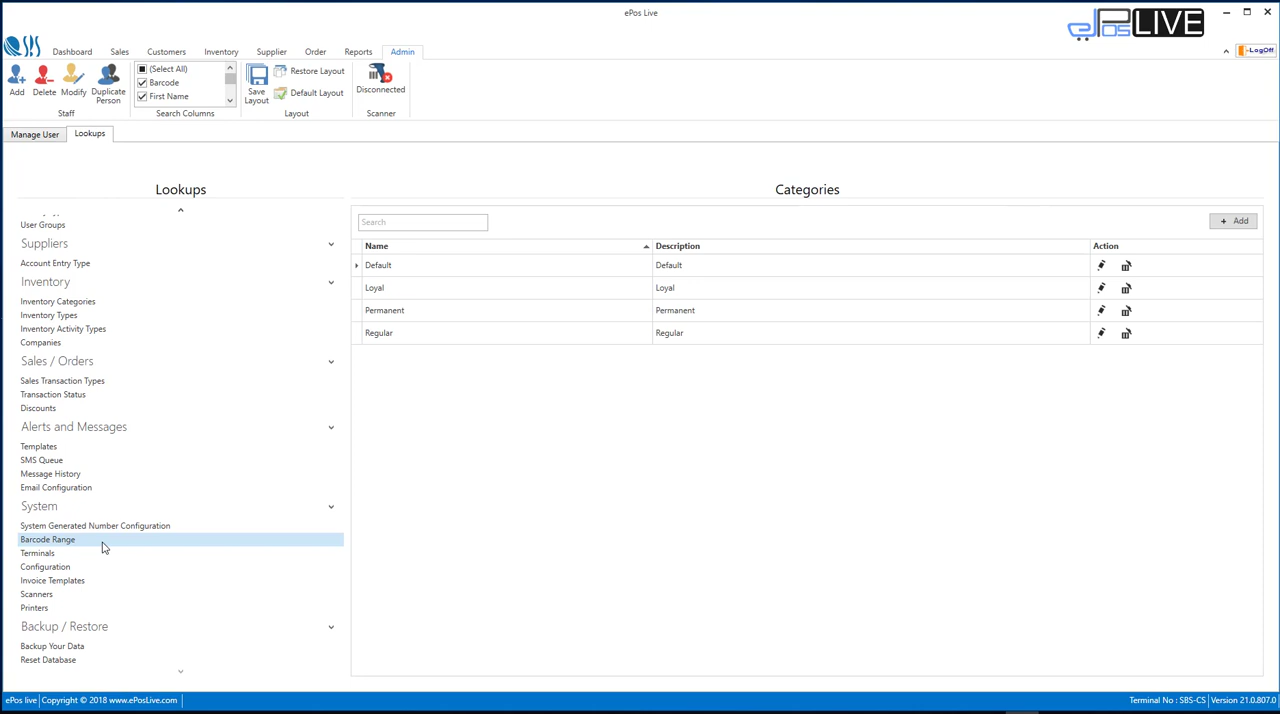 ePos Live
ePos LIVE
SBS
Dashboard Sales Customers Inventory Supplier Order Reports Admin
LogOff
Add Delete Modify Duplicate Person
(Select All)
Barcode
First Name
Save Layout
Restore Layout
Default Layout
Disconnected
Staff Search Columns Layout Scanner
Manage User Lookups
Lookups
User Groups
Suppliers
Account Entry Type
Inventory
Inventory Categories
Inventory Types
Inventory Activity Types
Companies
Sales / Orders
Sales Transaction Types
Transaction Status
Discounts
Alerts and Messages
Templates
SMS Queue
Message History
Email Configuration
System
System Generated Number Configuration
Barcode Range
Terminals
Configuration
Invoice Templates
Scanners
Printers
Backup / Restore
Backup Your Data
Reset Database
Categories
Search
+ Add
Name Description Action
Default Default
Loyal Loyal
Permanent Permanent
Regular Regular
ePos live Copyright © 2018 www.ePosLive.com
Terminal No : SBS-CS Version 21.0.807.0